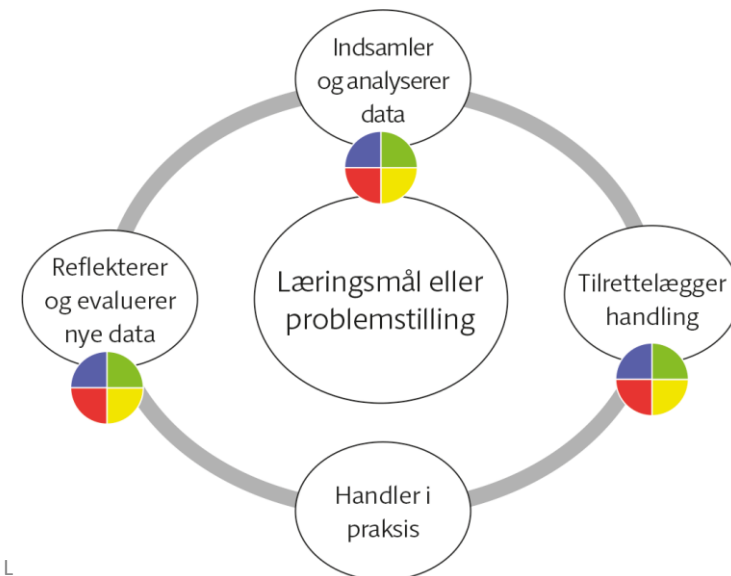 Indsamler
og analyserer
data
Reflekterer
og evaluerer
nye data
Læringsmål eller
problemstilling
Tilrettelægger
handling
Handler i
praksis
L